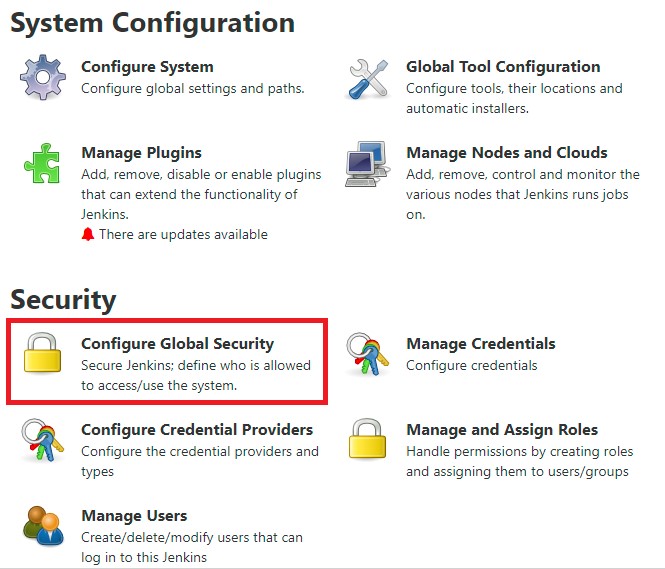 System Configuration
Configure System
Configure global settings and paths.
Global Tool Configuration
Configure tools, their locations and
automatic installers.
Manage Plugins
Add, remove, disable or enable plugins
that can extend the functionality of
Jenkins.
There are updates available
Manage Nodes and Clouds
Add, remove, control and monitor the
various nodes that Jenkins runs jobs
on.
Security
Configure Global Security
Secure Jenkins; define who is allowed
to access/use the system.
Manage Credentials
Configure credentials
Configure Credential Providers
Configure the credential providers and
types
Manage and Assign Roles
Handle permissions by creating roles
and assigning them to users/groups
Manage Users
Create/delete/modify users that can
log in to this Jenkins